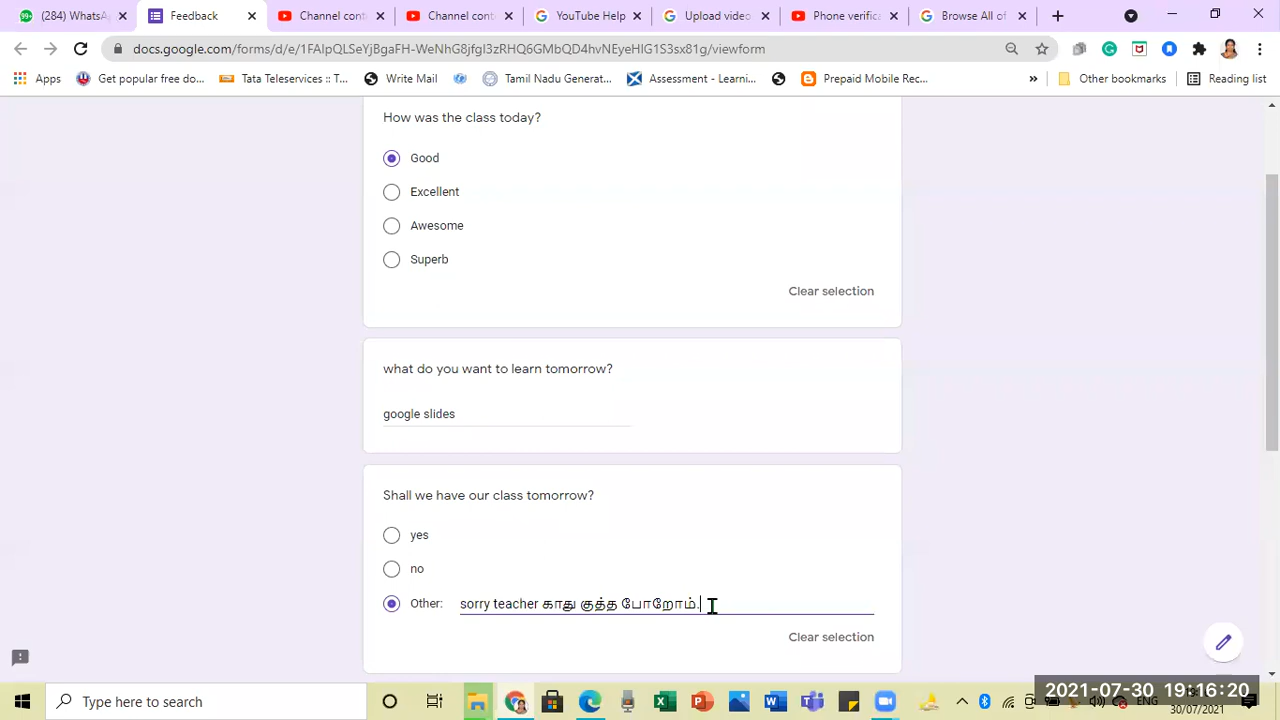 99+
(284) WhatsA
Feedback
Channel cont
Channel cont
YouTube Help
Upload video
Phone verific
Browse All of
docs.google.com/forms/d/e/1FAIpQLSeYjBgaFH-WeNhG8jfgI3zRHQ6GMbQD4hvNEyeHIG1S3sx81g/viewform
Apps
Get popular free do...
Tata Teleservices :: T...
Write Mail
Tamil Nadu Generat...
Assessment - Learni...
Prepaid Mobile Rec...
»
Other bookmarks
Reading list
How was the class today?
Good
Excellent
Awesome
Superb
Clear selection
what do you want to learn tomorrow?
google slides
Shall we have our class tomorrow?
yes
no
Other: sorry teacher காது குத்த போறோம்.
Clear selection
Type here to search
ENG
2021-07-30 19:16:20
30/07/2021